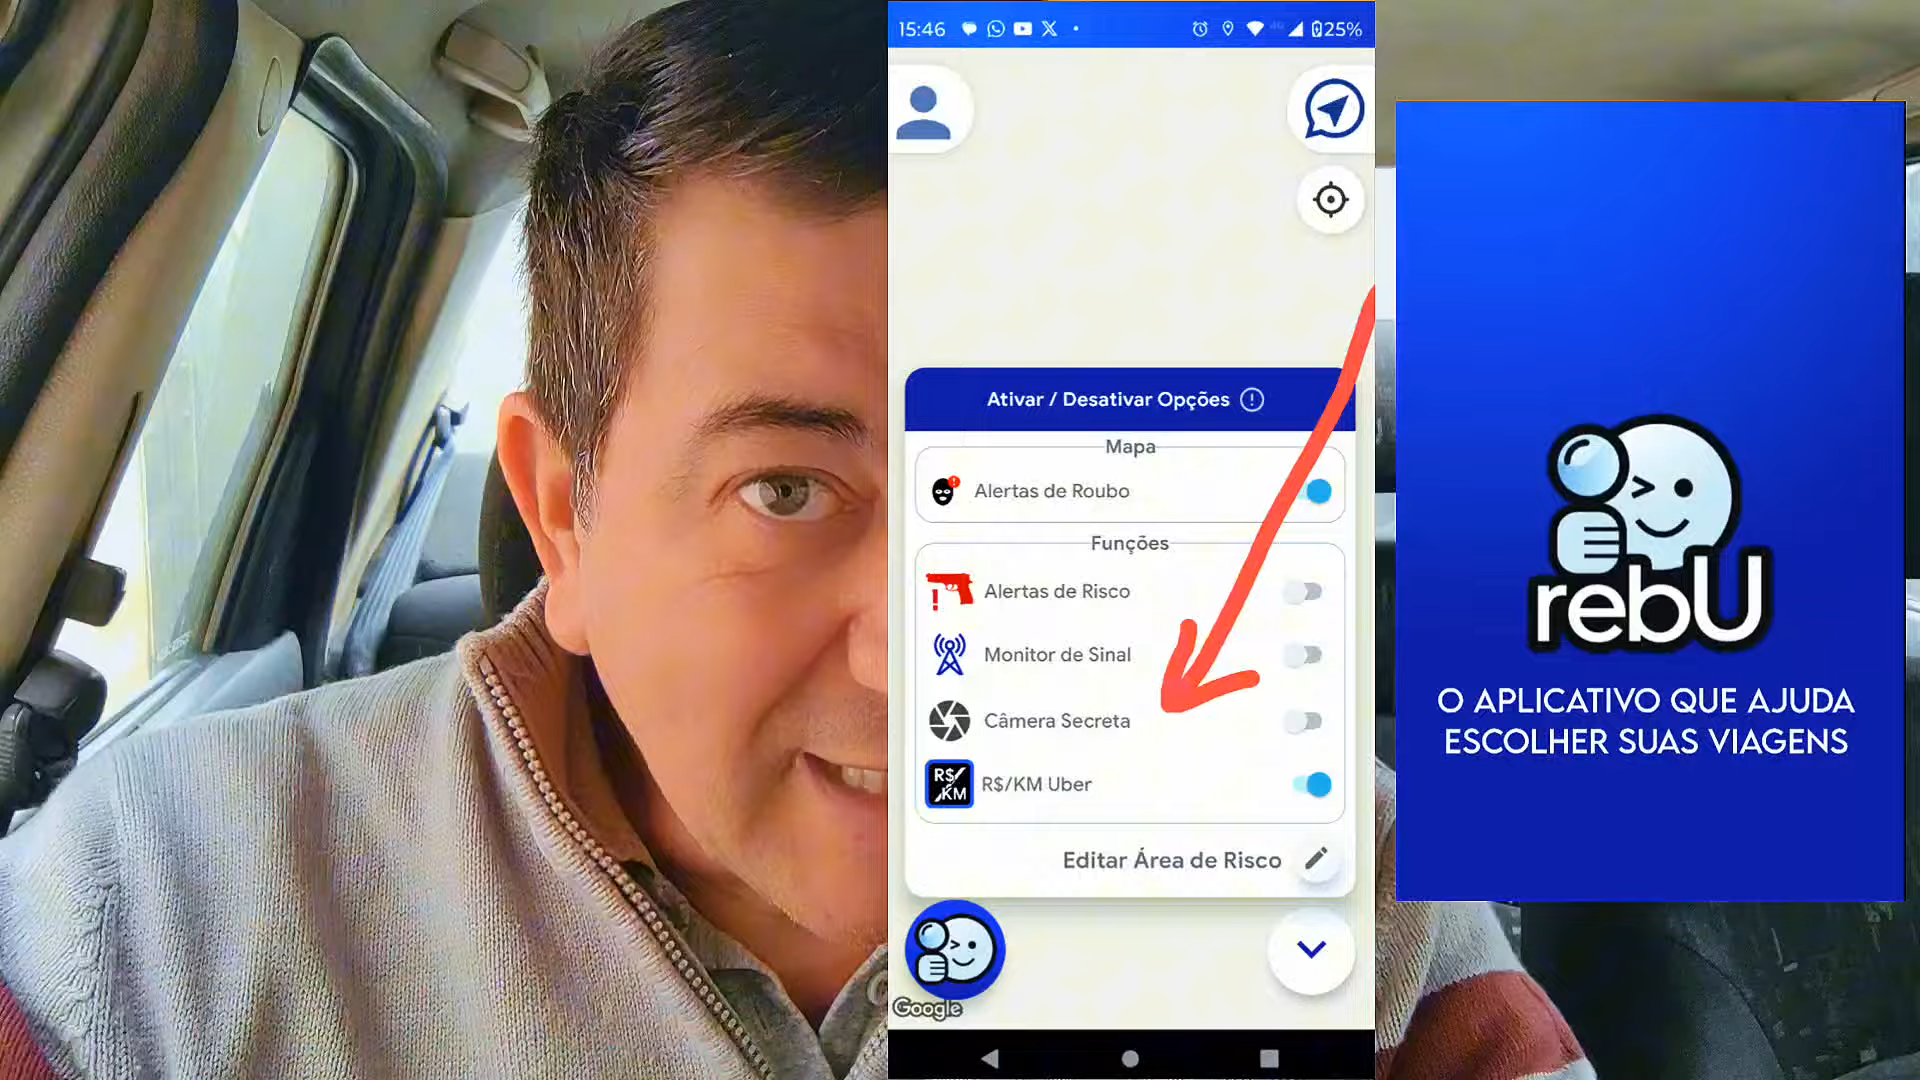 15:46
25%
Ativar / Desativar Opções
Mapa
Alertas de Roubo
Funções
Alertas de Risco
Monitor de Sinal
Câmera Secreta
R$/KM
R$/KM Uber
Editar Área de Risco
Google
rebU
O APLICATIVO QUE AJUDA
ESCOLHER SUAS VIAGENS